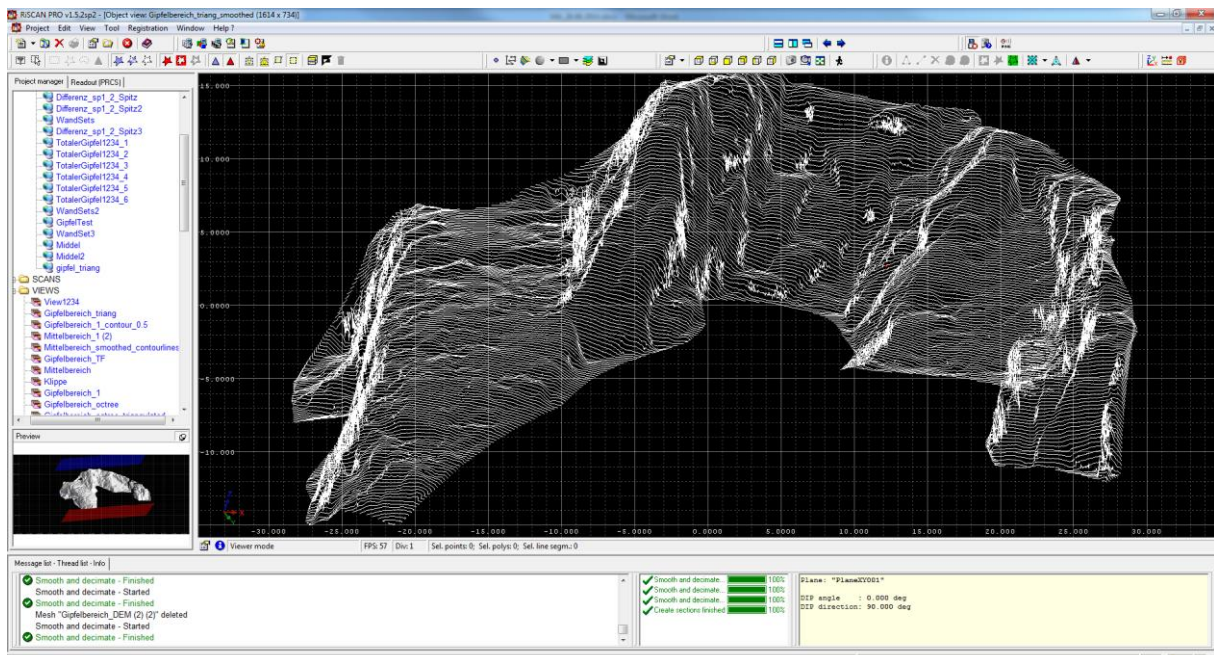 RiSCAN PRO v1.5.2sp2 - [Object view: Gipfelbereich_triang_smoothed (1614 x 734)]
Project Edit View Tool Registration Window Help ?
Project manager Readout [PRCS]
Differenz_sp1_2_Spitz
Differenz_sp1_2_Spitz2
WandSets
Differenz_sp1_2_Spitz3
TotalerGipfel1234_1
TotalerGipfel1234_2
TotalerGipfel1234_3
TotalerGipfel1234_4
TotalerGipfel1234_5
TotalerGipfel1234_6
WandSets2
GipfelTest
WandSet3
Middel
Middel2
gipfel_triang
SCANS
VIEWS
View1234
Gipfelbereich_triang
Gipfelbereich_1_contour_0.5
Mittelbereich_1 (2)
Mittelbereich_smoothed_contourlines
Gipfelbereich_TF
Mittelbereich
Klippe
Gipfelbereich_1
Gipfelbereich_octree
Preview
15.0000
10.000
5.0000
0.0000
-5.0000
-10.000
Z
X
Y
-30.000 -25.000 -20.000 -15.000 -10.000 -5.0000 0.0000 5.0000 10.000 15.000 20.000 25.000 30.000
Viewer mode FPS: 57 Div: 1 Sel. points: 0; Sel. polys: 0; Sel. line segm.: 0
Message list - Thread list - Info
Smooth and decimate - Finished
Smooth and decimate - Started
Smooth and decimate - Finished
Mesh "Gipfelbereich_DEM (2) (2)" deleted
Smooth and decimate - Started
Smooth and decimate - Finished
Smooth and decimate... 100%
Smooth and decimate... 100%
Smooth and decimate... 100%
Create sections finished 100%
Plane: "PlaneXY001"
DIP angle : 0.000 deg
DIP direction: 90.000 deg